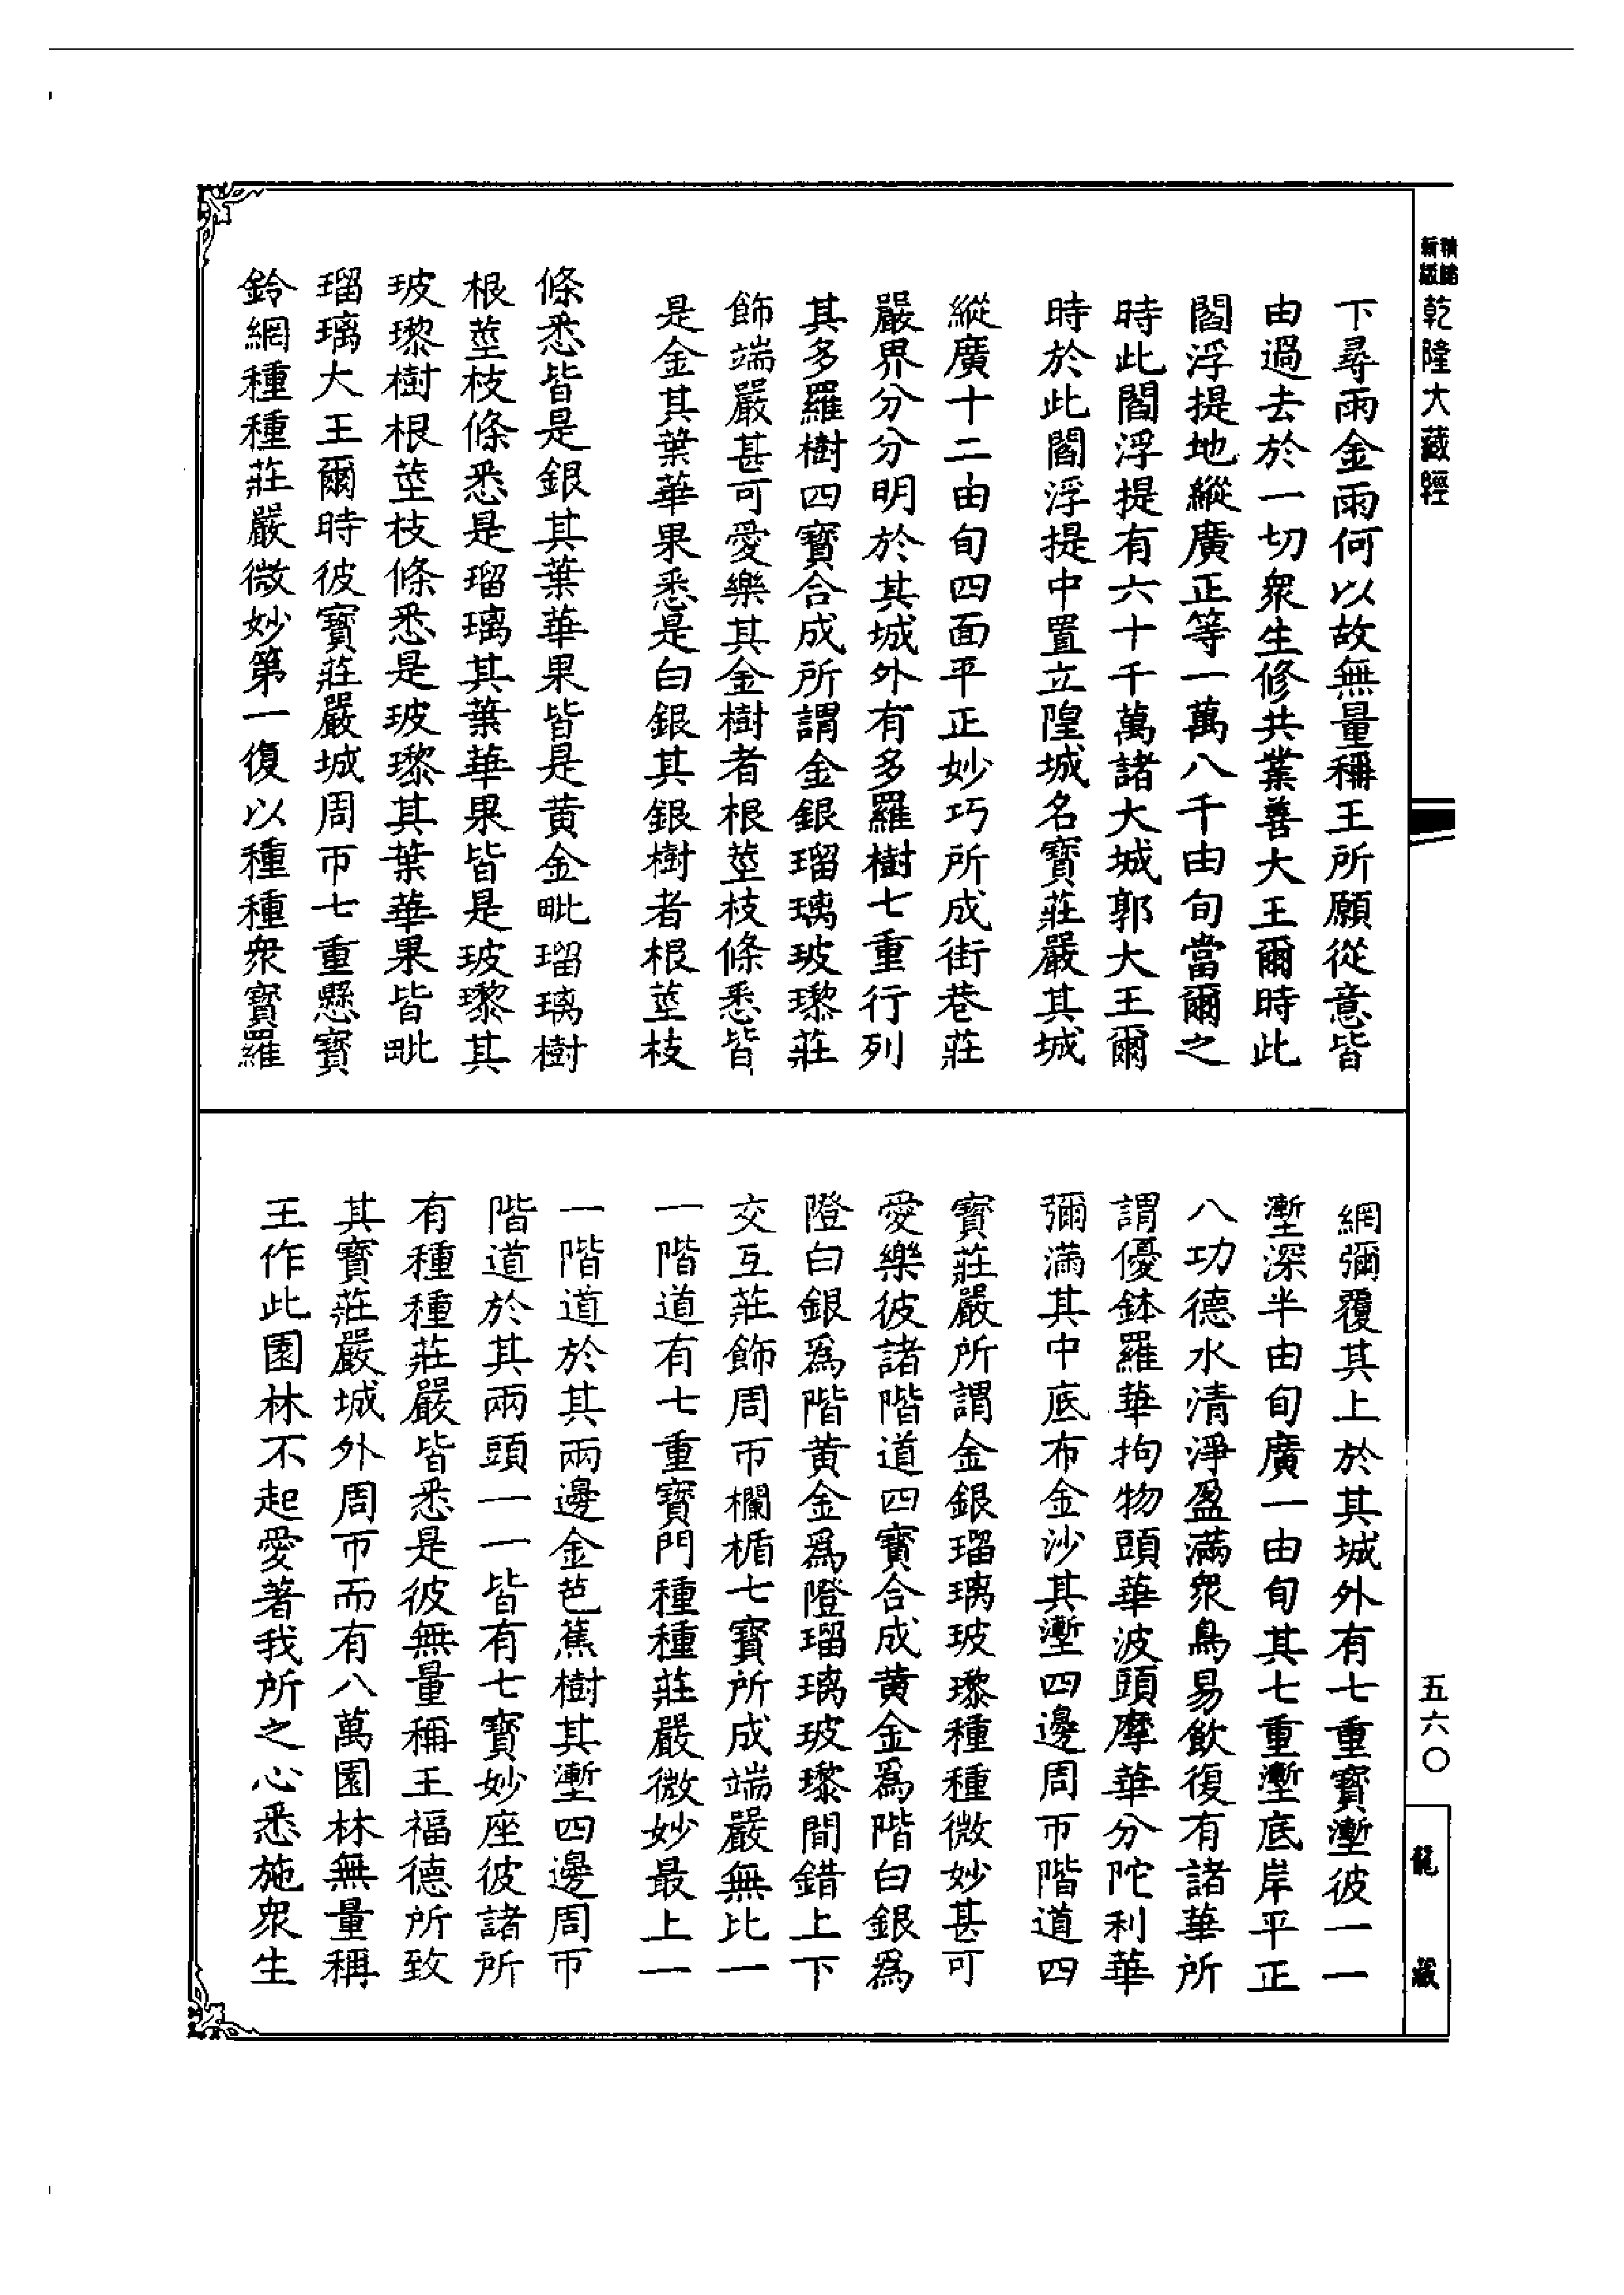 乾隆大藏經
下尋雨金雨何以故無量稱王所願從意皆
由過去於一切衆生修共業善大王爾時此
閻浮提地縱廣正等一萬八千由旬當爾之
時此閻浮提有六十千萬諸大城郭大王爾
時於此閻浮提中置立隍城名寶莊嚴其城
縱廣十二由旬四面平正妙巧所成街巷莊
嚴界分分明於其城外有多羅樹七重行列
其多羅樹四寶合成所謂金銀瑠璃玻瓈莊
飾端嚴甚可愛樂其金樹者根莖枝條悉皆
是金其葉華果悉是白銀其銀樹者根莖枝
條悉皆是銀其葉華果皆是黄金毗瑠璃樹
根莖枝條悉是瑠璃其葉華果皆是玻瓈其
玻瓈樹根莖枝條悉是玻瓈其葉華果皆毗
瑠璃大王爾時彼寶莊嚴城周帀七重懸寶
鈴網種種莊嚴微妙第一復以種種衆寶羅
網彌覆其上於其城外有七重寶壍彼一一
壍深半由旬廣一由旬其七重壍底岸平正
八功德水清淨盈滿衆鳥易飲復有諸華所
謂優鉢羅華拘物頭華波頭摩華分陀利華
彌滿其中底布金沙其壍四邊周帀階道四
寶莊嚴所謂金銀瑠璃玻瓈種種微妙甚可
愛樂彼諸階道四寶合成黄金爲階白銀爲
隥白銀爲階黄金爲隥瑠璃玻瓈間錯上下
交互莊飾周帀欄楯七寶所成端嚴無比一
一階道有七重寶門種種莊嚴微妙最上一
一階道於其兩邊金芭蕉樹其壍四邊周帀
階道於其兩頭一一皆有七寶妙座彼諸所
有種種莊嚴皆悉是彼無量稱王福德所致
其寶莊嚴城外周帀而有八萬園林無量稱
王作此園林不起愛著我所之心悉施衆生
五六〇
龍藏